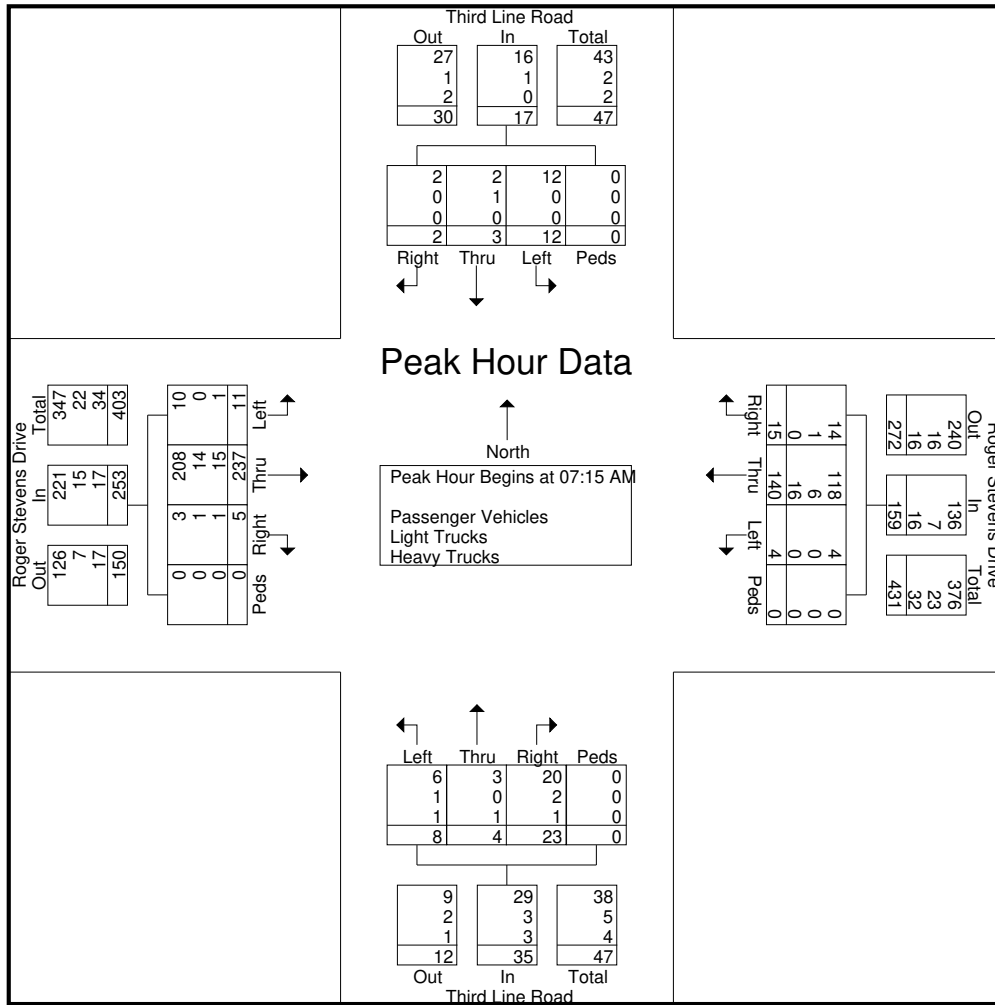 Third Line Road
Out In Total
27 16 43
1 1 2
2 0 2
30 17 47
2 2 12 0
0 1 0 0
0 0 0 0
2 3 12 0
Right Thru Left Peds
Peak Hour Data
North
Peak Hour Begins at 07:15 AM
Passenger Vehicles
Light Trucks
Heavy Trucks
Roger Stevens Drive
Out In Total
126 221 347
7 15 22
17 17 34
150 253 403
Left Thru Right Peds
10 208 3 0
0 14 1 0
1 15 1 0
11 237 5 0
Roger Stevens Drive
Out In Total
240 136 376
16 7 23
16 16 32
272 159 431
Right Thru Left Peds
14 118 4 0
1 6 0 0
0 16 0 0
15 140 4 0
Left Thru Right Peds
6 3 20 0
1 0 2 0
1 1 1 0
8 4 23 0
9 29 38
2 3 5
1 3 4
12 35 47
Out In Total
Third Line Road